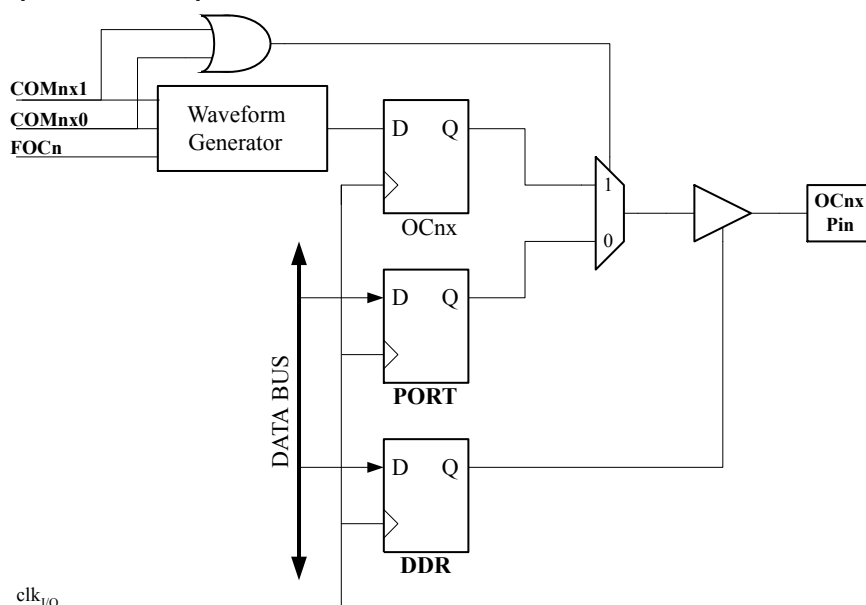 COMnx1
COMnx0
FOCn
Waveform
Generator
D
Q
OCnx
1
0
OCnx
Pin
D
Q
PORT
D
Q
DDR
DATA BUS
clkI/O